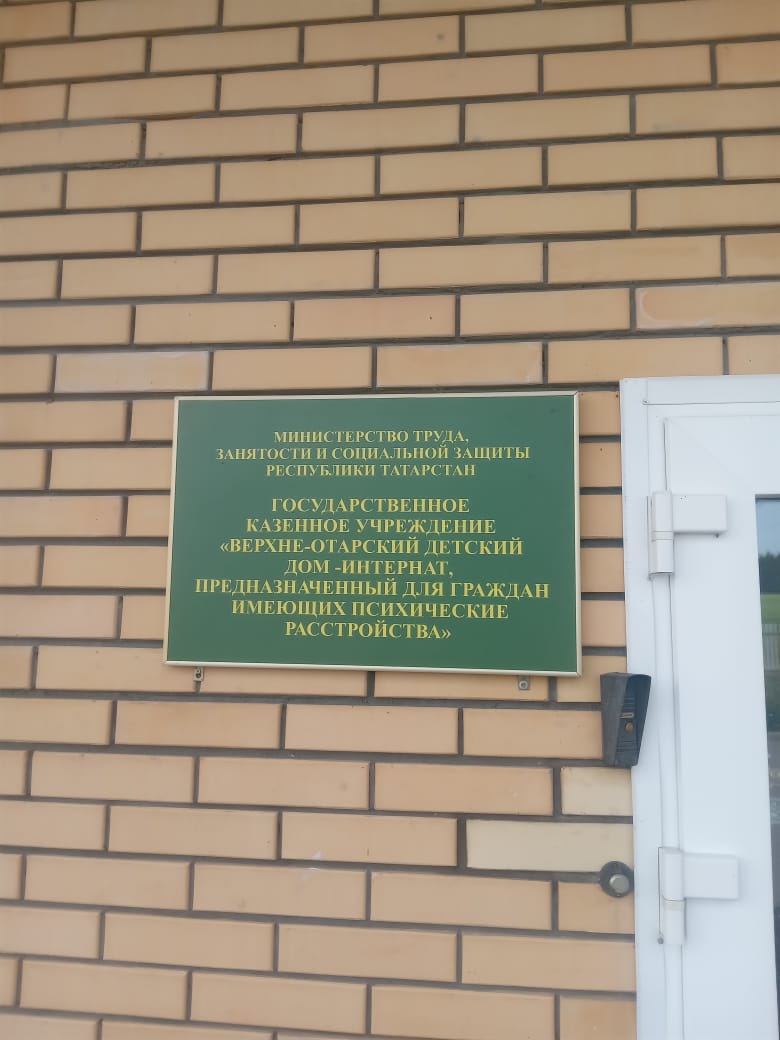 МИНИСТЕРСТВО ТРУДА,
ЗАНЯТОСТИ И СОЦИАЛЬНОЙ ЗАЩИТЫ
РЕСПУБЛИКИ ТАТАРСТАН
ГОСУДАРСТВЕННОЕ
КАЗЕННОЕ УЧРЕЖДЕНИЕ
«ВЕРХНЕ-ОТАРСКИЙ ДЕТСКИЙ
ДОМ -ИНТЕРНАТ,
ПРЕДНАЗНАЧЕННЫЙ ДЛЯ ГРАЖДАН
ИМЕЮЩИХ ПСИХИЧЕСКИЕ
РАССТРОЙСТВА»